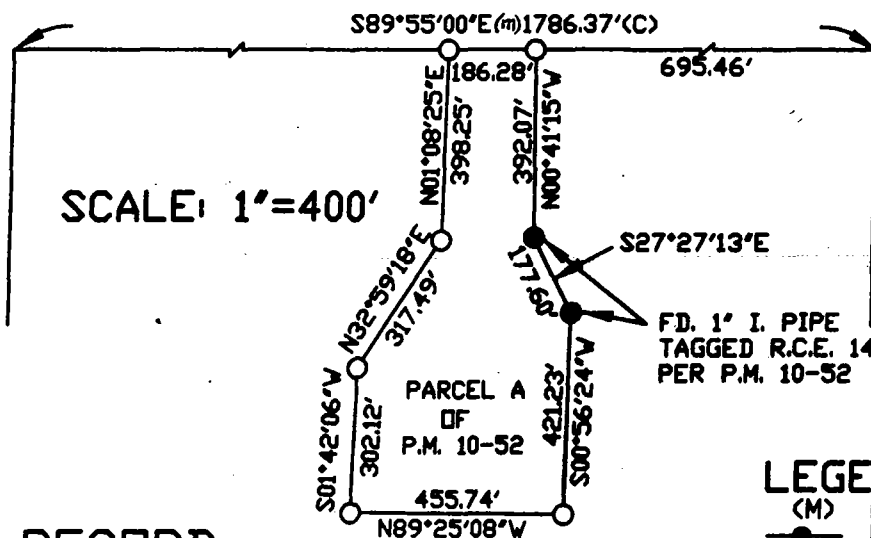 S89°55'00"E(m)1786.37'(C)
186.28'
695.46'
N01°08'25"E
398.25'
392.07'
N00°41'15"W
SCALE: 1"=400'
S27°27'13"E
177.60'
N32°59'18"E
317.49'
FD. 1" I. PIPE
TAGGED R.C.E. 14
PER P.M. 10-52
S01°42'06"W
302.12'
PARCEL A
OF
P.M. 10-52
421.23'
S00°56'24"W
455.74'
N89°25'08"W
LEGE
(M)